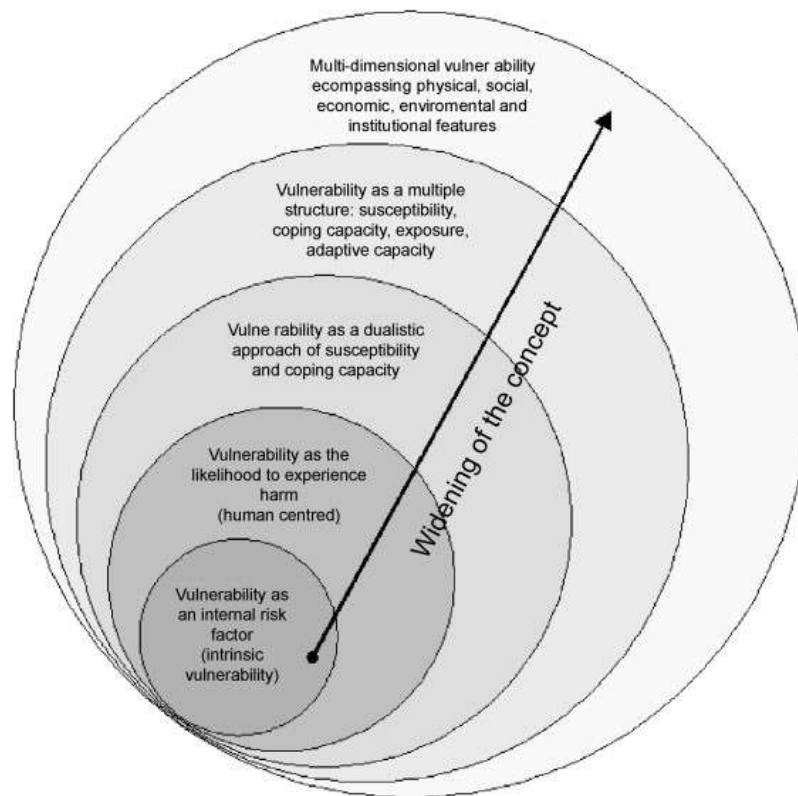 Multi-dimensional vulner ability
ecompassing physical, social,
economic, enviromental and
institutional features
Vulnerability as a multiple
structure: susceptibility,
coping capacity, exposure,
adaptive capacity
Vulne rability as a dualistic
approach of susceptibility
and coping capacity
Vulnerability as the
likelihood to experience
harm
(human centred)
Vulnerability as
an internal risk
factor
(intrinsic
vulnerability)
Widening of the concept